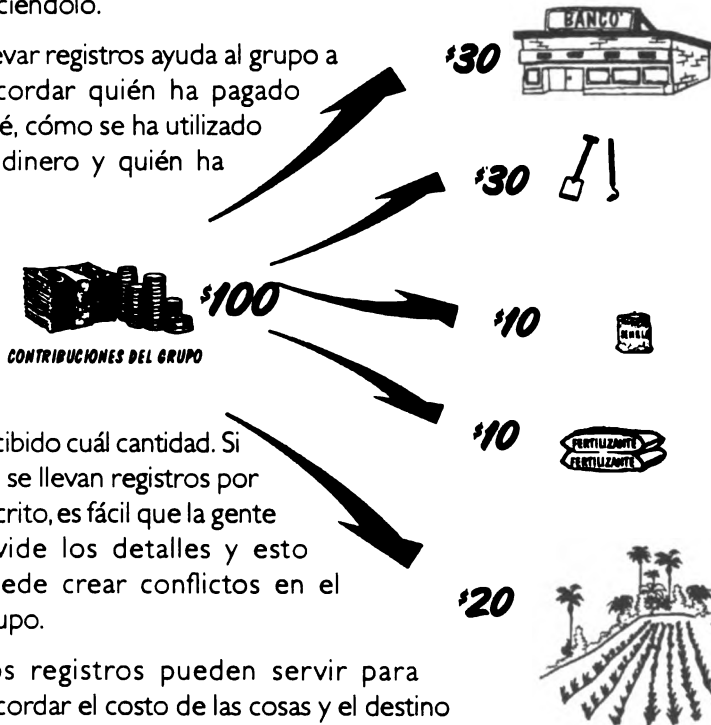 ciéndolo.
evar registros ayuda al grupo a
cordar quién ha pagado
é, cómo se ha utilizado
dinero y quién ha
$100
CONTRIBUCIONES DEL GRUPO
cibido cuál cantidad. Si
se llevan registros por
crito, es fácil que la gente
vide los detalles y esto
ede crear conflictos en el
upo.
os registros pueden servir para
cordar el costo de las cosas y el destino
BANCO
$30
$30
$10
$10
FERTILIZANTE
FERTILIZANTE
$20